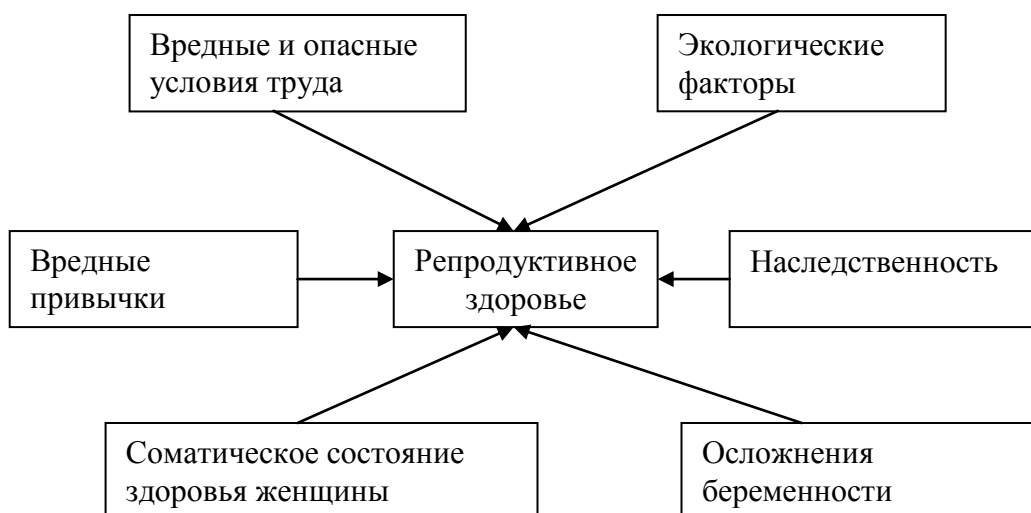 Вредные и опасные
условия труда
Экологические
факторы
Вредные
привычки
Репродуктивное
здоровье
Наследственность
Соматическое состояние
здоровья женщины
Осложнения
беременности